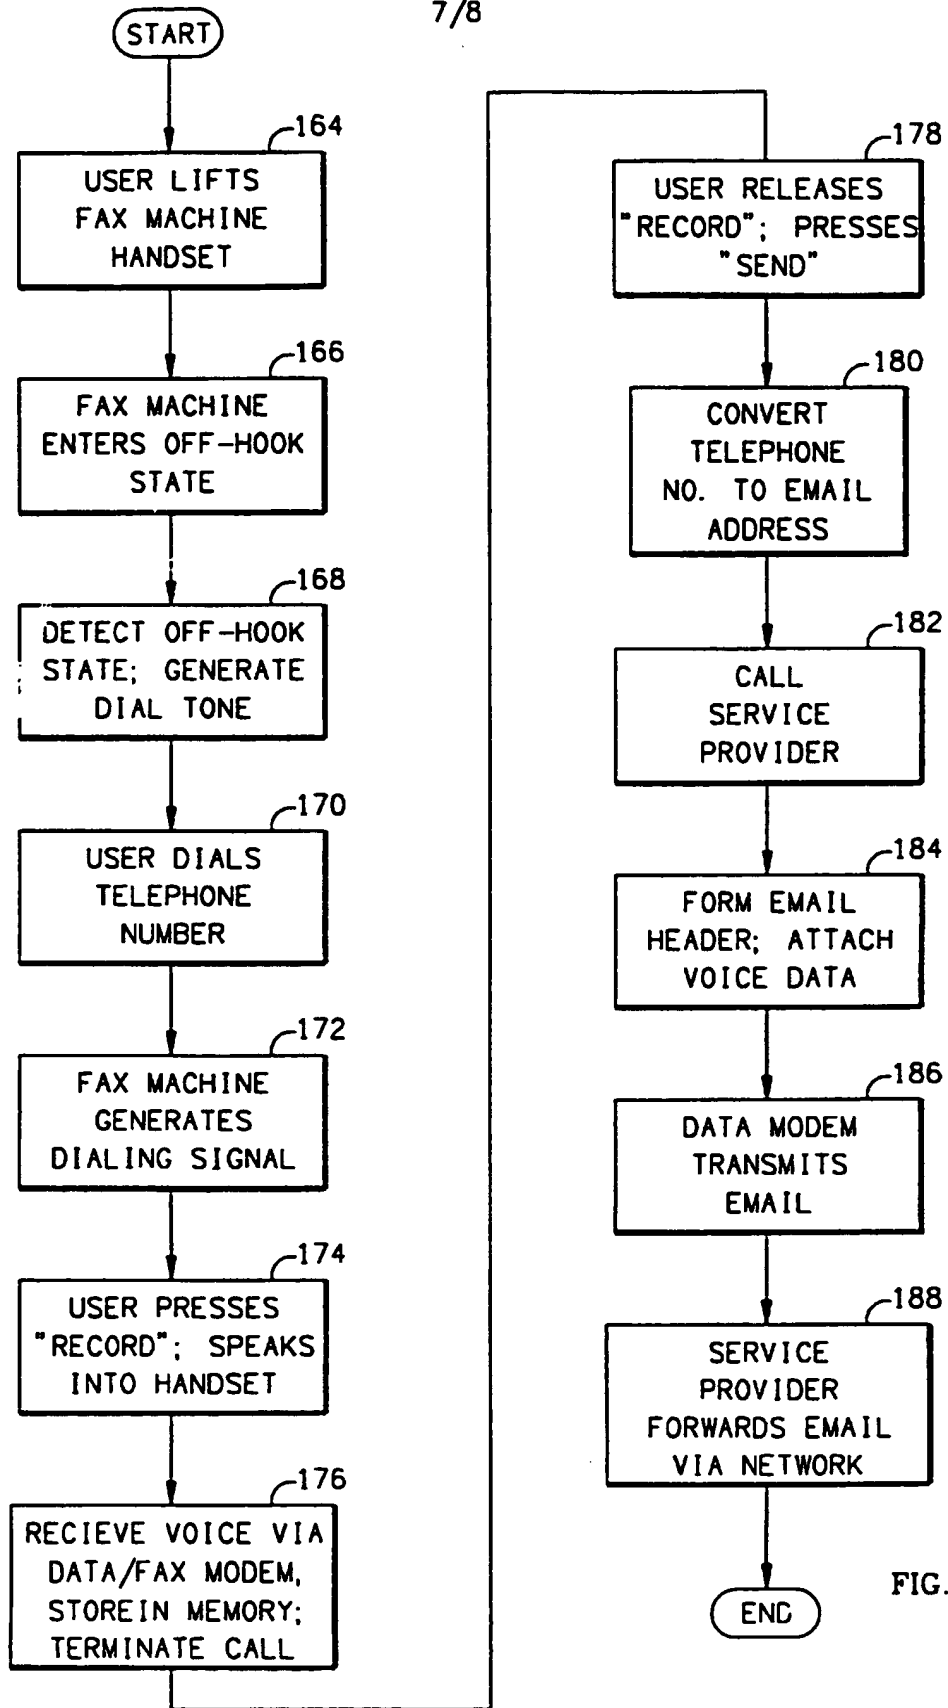 7/8
START
164
USER LIFTS
FAX MACHINE
HANDSET
166
FAX MACHINE
ENTERS OFF-HOOK
STATE
168
DETECT OFF-HOOK
STATE; GENERATE
DIAL TONE
170
USER DIALS
TELEPHONE
NUMBER
172
FAX MACHINE
GENERATES
DIALING SIGNAL
174
USER PRESSES
"RECORD"; SPEAKS
INTO HANDSET
176
RECIEVE VOICE VIA
DATA/FAX MODEM,
STOREIN MEMORY;
TERMINATE CALL
178
USER RELEASES
"RECORD"; PRESSES
"SEND"
180
CONVERT
TELEPHONE
NO. TO EMAIL
ADDRESS
182
CALL
SERVICE
PROVIDER
184
FORM EMAIL
HEADER; ATTACH
VOICE DATA
186
DATA MODEM
TRANSMITS
EMAIL
188
SERVICE
PROVIDER
FORWARDS EMAIL
VIA NETWORK
END
FIG.